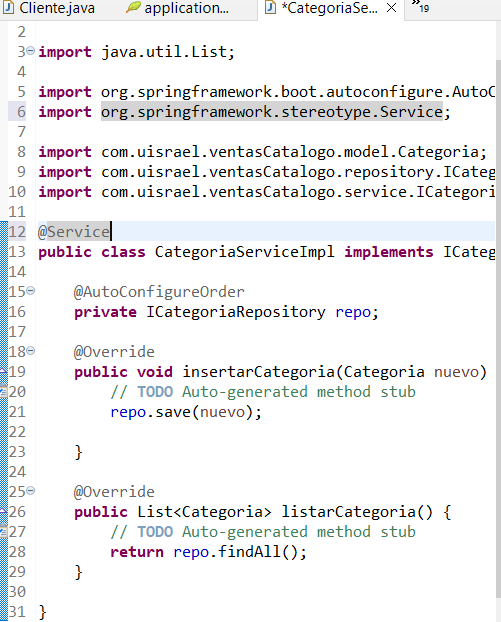 Cliente.java application... *CategoriaSe... »19
2
3 import java.util.List;
4
5 import org.springframework.boot.autoconfigure.AutoC
6 import org.springframework.stereotype.Service;
7
8 import com.uisrael.ventasCatalogo.model.Categoria;
9 import com.uisrael.ventasCatalogo.repository.ICateg
10 import com.uisrael.ventasCatalogo.service.ICategori
11
12 @Service
13 public class CategoriaServiceImpl implements ICateg
14
15 @AutoConfigureOrder
16 private ICategoriaRepository repo;
17
18 @Override
19 public void insertarCategoria(Categoria nuevo)
20 // TODO Auto-generated method stub
21 repo.save(nuevo);
22
23 }
24
25 @Override
26 public List<Categoria> listarCategoria() {
27 // TODO Auto-generated method stub
28 return repo.findAll();
29 }
30
31 }